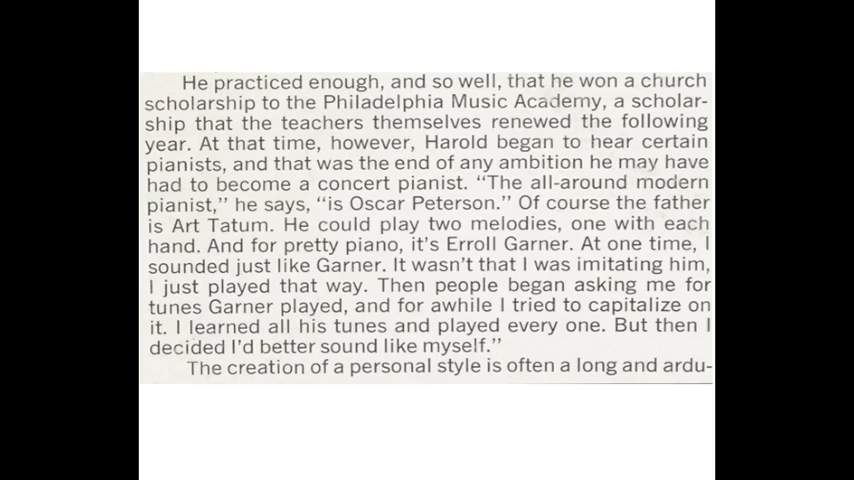 He practiced enough, and so well, that he won a church
scholarship to the Philadelphia Music Academy, a scholar-
ship that the teachers themselves renewed the following
year. At that time, however, Harold began to hear certain
pianists, and that was the end of any ambition he may have
had to become a concert pianist. “The all-around modern
pianist,” he says, “is Oscar Peterson.” Of course the father
is Art Tatum. He could play two melodies, one with each
hand. And for pretty piano, it’s Erroll Garner. At one time, I
sounded just like Garner. It wasn’t that I was imitating him,
I just played that way. Then people began asking me for
tunes Garner played, and for awhile I tried to capitalize on
it. I learned all his tunes and played every one. But then I
decided I’d better sound like myself.”
The creation of a personal style is often a long and ardu-